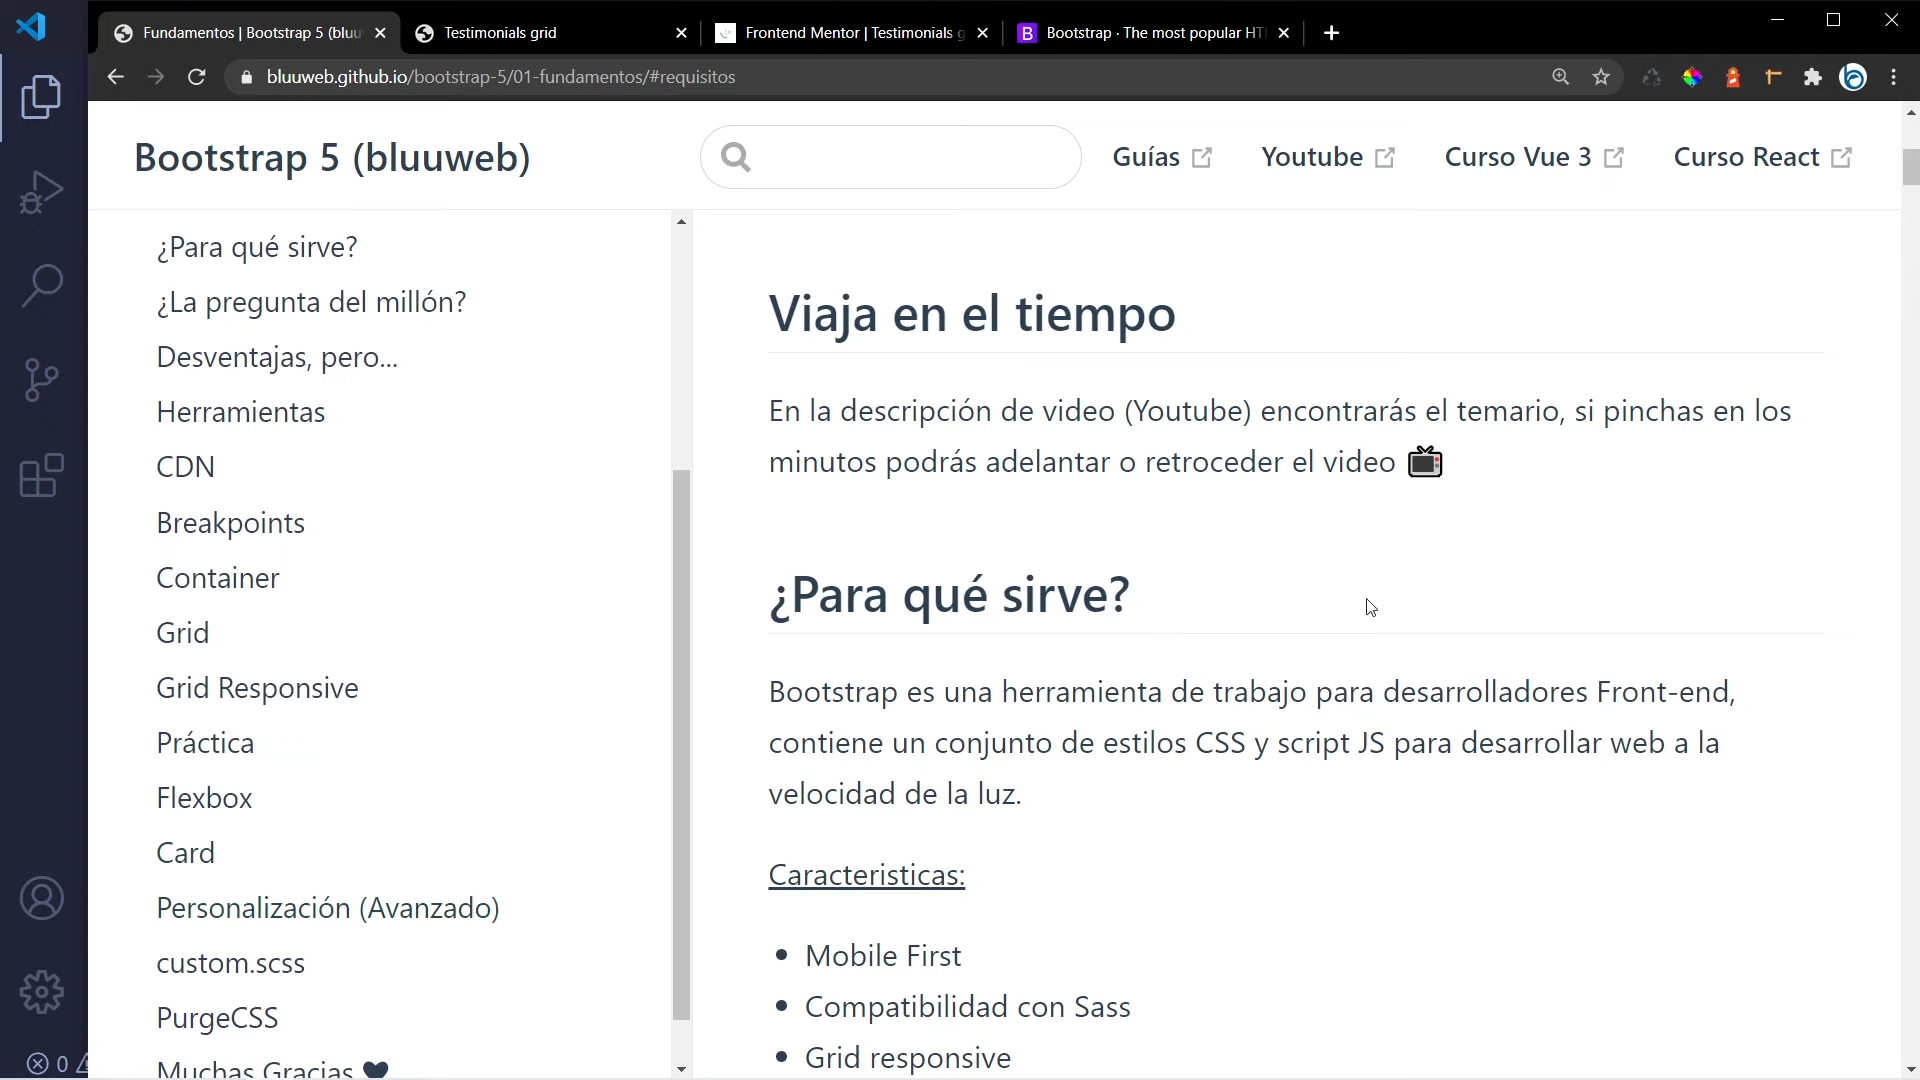 Fundamentos | Bootstrap 5 (bluu
Testimonials grid
Frontend Mentor | Testimonials g
Bootstrap · The most popular HT
bluuweb.github.io/bootstrap-5/01-fundamentos/#requisitos
Bootstrap 5 (bluuweb)
Guías
Youtube
Curso Vue 3
Curso React
¿Para qué sirve?
¿La pregunta del millón?
Desventajas, pero...
Herramientas
CDN
Breakpoints
Container
Grid
Grid Responsive
Práctica
Flexbox
Card
Personalización (Avanzado)
custom.scss
PurgeCSS
Muchas Gracias
Viaja en el tiempo
En la descripción de video (Youtube) encontrarás el temario, si pinchas en los
minutos podrás adelantar o retroceder el video
¿Para qué sirve?
Bootstrap es una herramienta de trabajo para desarrolladores Front-end,
contiene un conjunto de estilos CSS y script JS para desarrollar web a la
velocidad de la luz.
Caracteristicas:
• Mobile First
• Compatibilidad con Sass
• Grid responsive
0